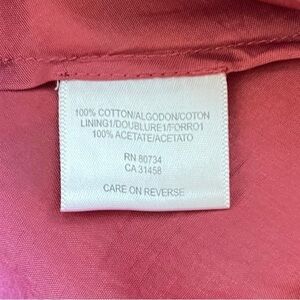 100% COTTON/ALGODON/COTON
LINING1/DOUBLURE1/FORRO1
100% ACETATE/ACETATO
RN 80734
CA 31458
CARE ON REVERSE